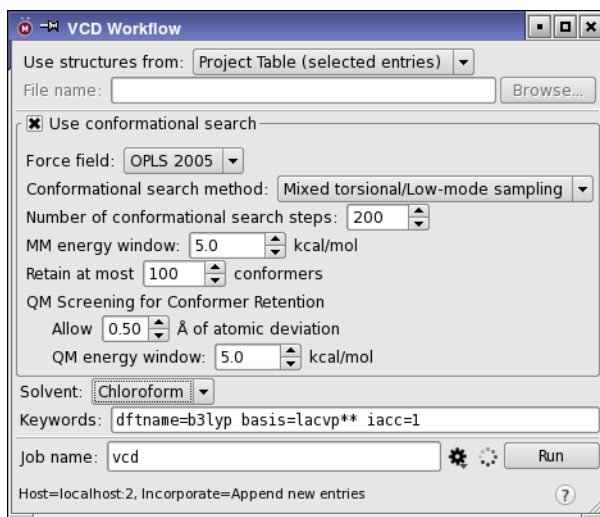 VCD Workflow
Use structures from: Project Table (selected entries)
File name: Browse...
Use conformational search
Force field: OPLS 2005
Conformational search method: Mixed torsional/Low-mode sampling
Number of conformational search steps: 200
MM energy window: 5.0 kcal/mol
Retain at most 100 conformers
QM Screening for Conformer Retention
Allow 0.50 Å of atomic deviation
QM energy window: 5.0 kcal/mol
Solvent: Chloroform
Keywords: dftname=b3lyp basis=lacvp** iacc=1
Job name: vcd Run
Host=localhost:2, Incorporate=Append new entries ?